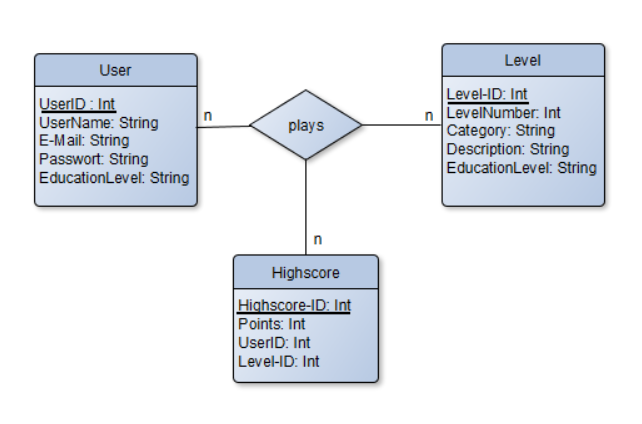 User
UserID : Int
UserName: String
E-Mail: String
Passwort: String
EducationLevel: String
n
plays
n
Level
Level-ID: Int
LevelNumber: Int
Category: String
Description: String
EducationLevel: String
n
Highscore
Highscore-ID: Int
Points: Int
UserID: Int
Level-ID: Int